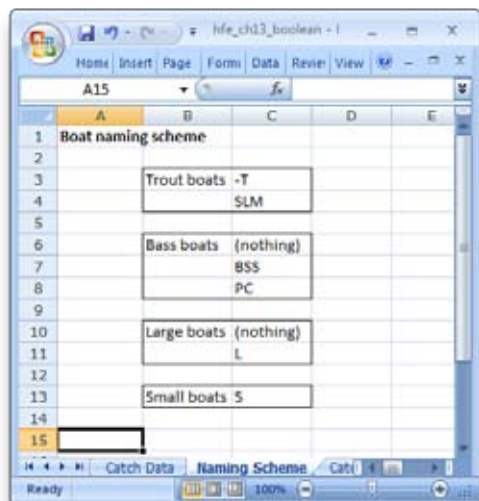 hfe_ch13_boolean - I
Home Insert Page Form Data Revie View
A15 fx
A B C D E
1 Boat naming scheme
2
3 Trout boats -T
4 SLM
5
6 Bass boats (nothing)
7 BSS
8 PC
9
10 Large boats (nothing)
11 L
12
13 Small boats S
14
15
Catch Data Naming Scheme Catc
Ready 100%